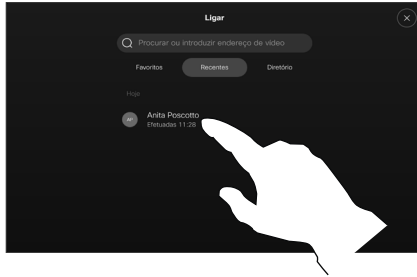 Ligar
Procurar ou introduzir endereço de vídeo
Favoritos
Recentes
Diretório
Hoje
AP
Anita Poscotto
Efetuadas 11:28